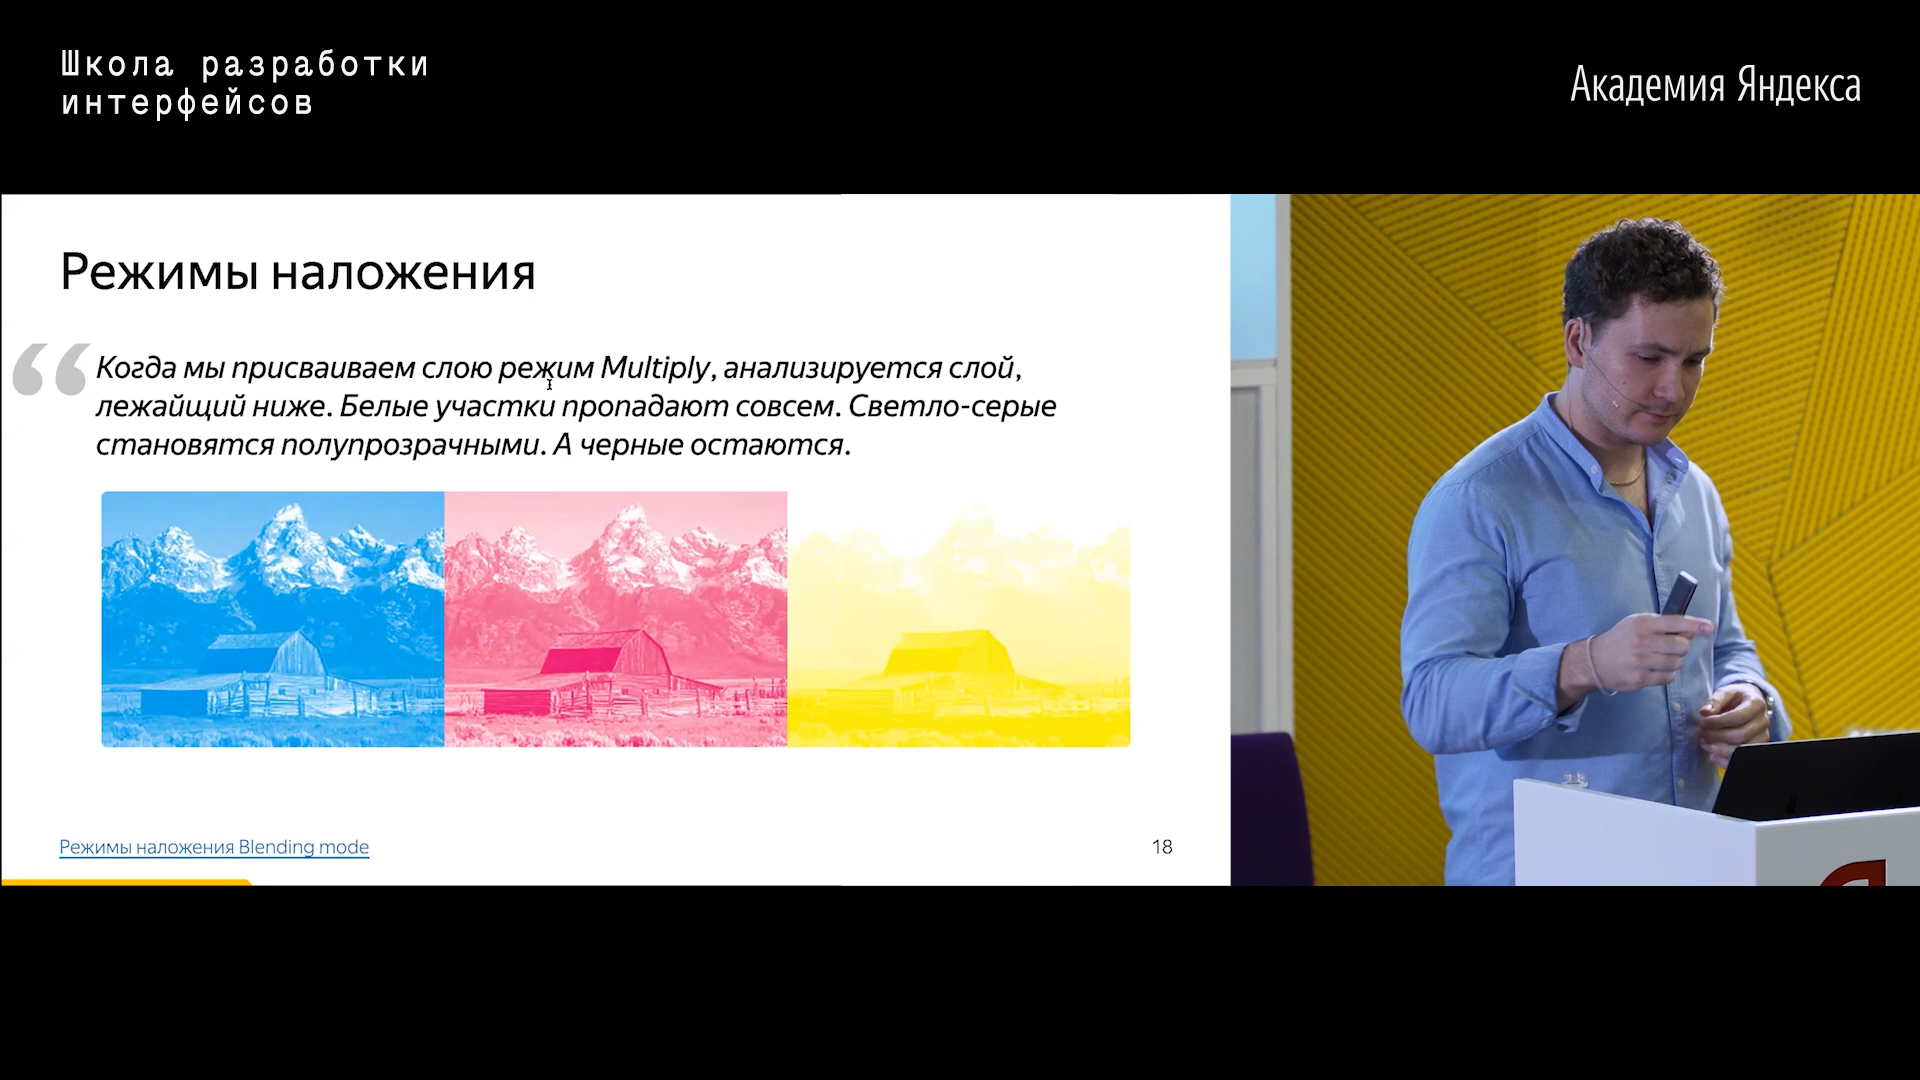 Школа разработки
интерфейсов
Академия Яндекса
Режимы наложения
“
Когда мы присваиваем слою режим Multiply, анализируется слой,
лежайщий ниже. Белые участки пропадают совсем. Светло-серые
становятся полупрозрачными. А черные остаются.
Режимы наложения Blending mode
18